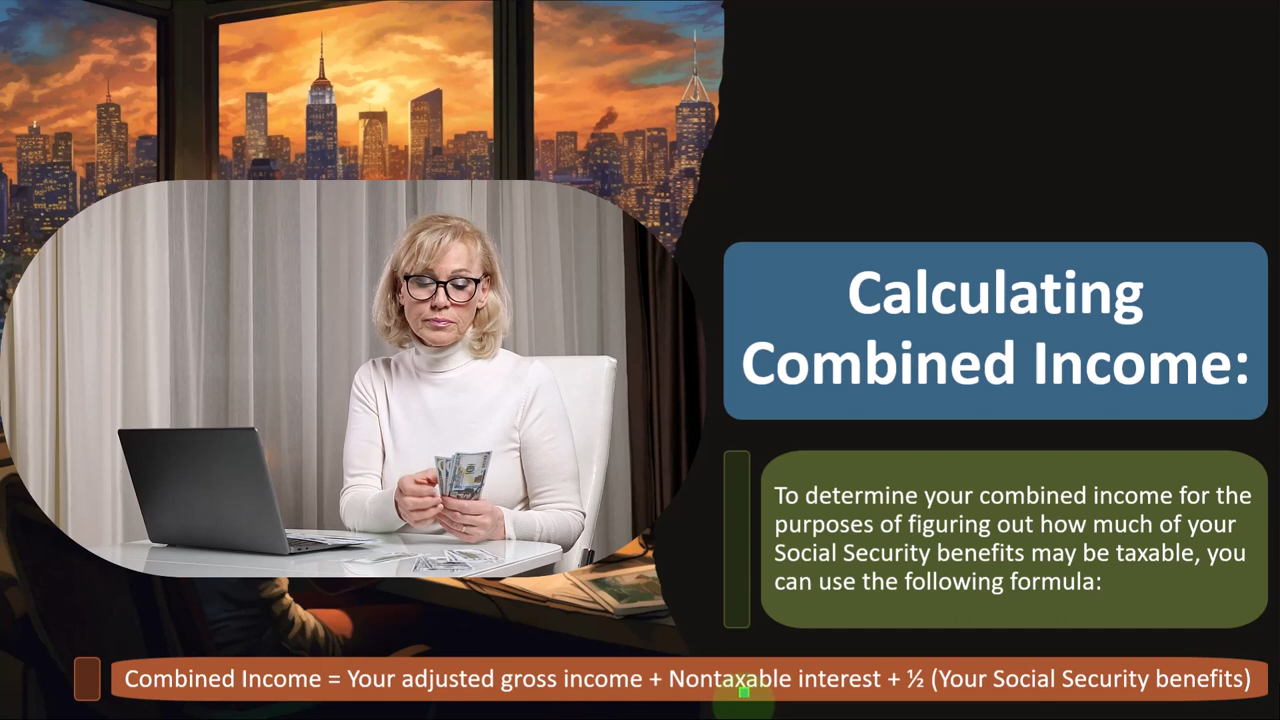 Calculating
Combined Income:
To determine your combined income for the
purposes of figuring out how much of your
Social Security benefits may be taxable, you
can use the following formula:
Combined Income = Your adjusted gross income + Nontaxable interest + ½ (Your Social Security benefits)